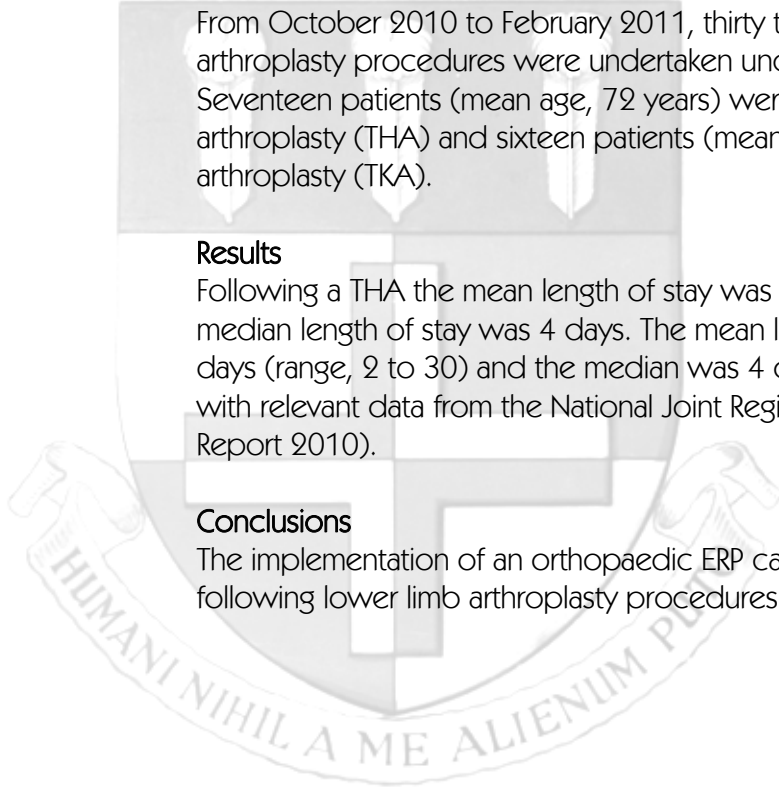 From October 2010 to February 2011, thirty
arthroplasty procedures were undertaken
Seventeen patients (mean age, 72 years)
arthroplasty (THA) and sixteen patients (mean
arthroplasty (TKA).
Results
Following a THA the mean length of stay was
median length of stay was 4 days. The mean
days (range, 2 to 30) and the median was 4
with relevant data from the National Joint
Report 2010).
Conclusions
The implementation of an orthopaedic ERP
following lower limb arthroplasty procedures
HUMANI NIHIL A ME ALIENUM PUTO